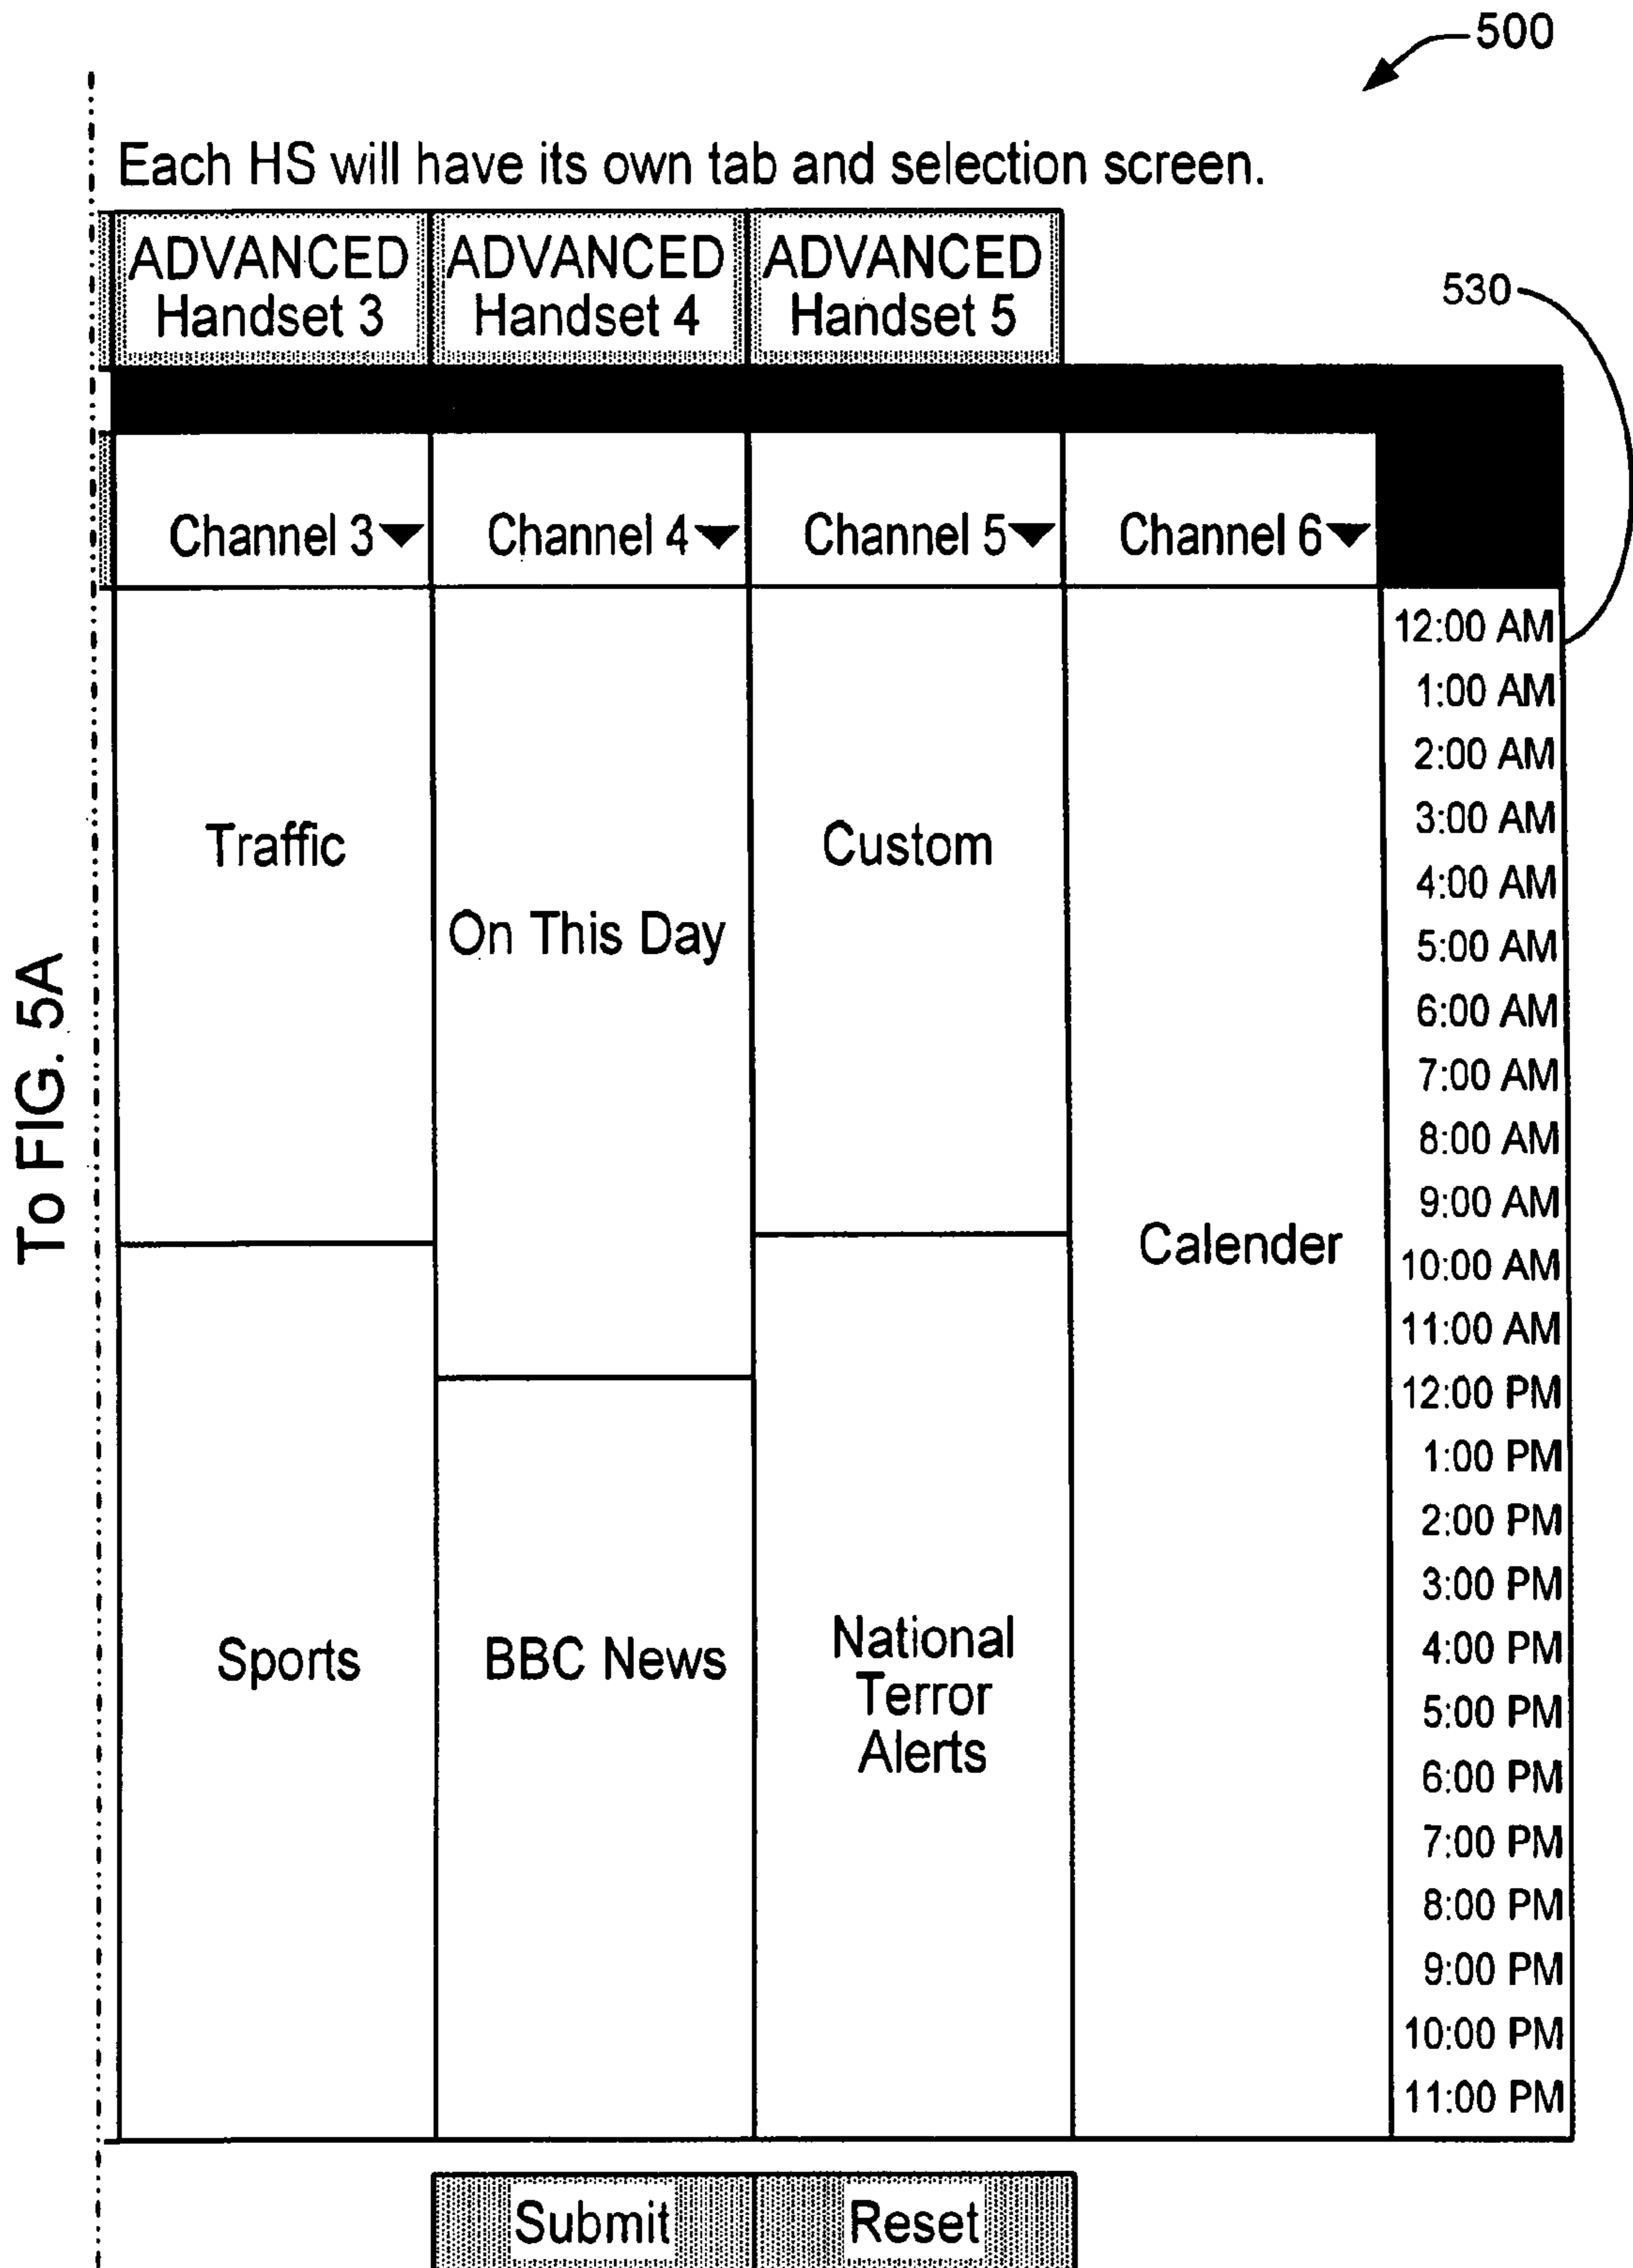 500
Each HS will have its own tab and selection screen.
ADVANCED
Handset 3
ADVANCED
Handset 4
ADVANCED
Handset 5
530
Channel 3
Channel 4
Channel 5
Channel 6
Traffic
Sports
On This Day
BBC News
Custom
National
Terror
Alerts
Calender
12:00 AM
1:00 AM
2:00 AM
3:00 AM
4:00 AM
5:00 AM
6:00 AM
7:00 AM
8:00 AM
9:00 AM
10:00 AM
11:00 AM
12:00 PM
1:00 PM
2:00 PM
3:00 PM
4:00 PM
5:00 PM
6:00 PM
7:00 PM
8:00 PM
9:00 PM
10:00 PM
11:00 PM
To FIG. 5A
Submit
Reset